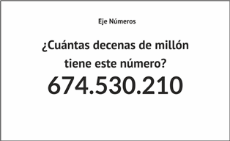 Eje Números
¿Cuántas decenas de millón
tiene este número?
674.530.210